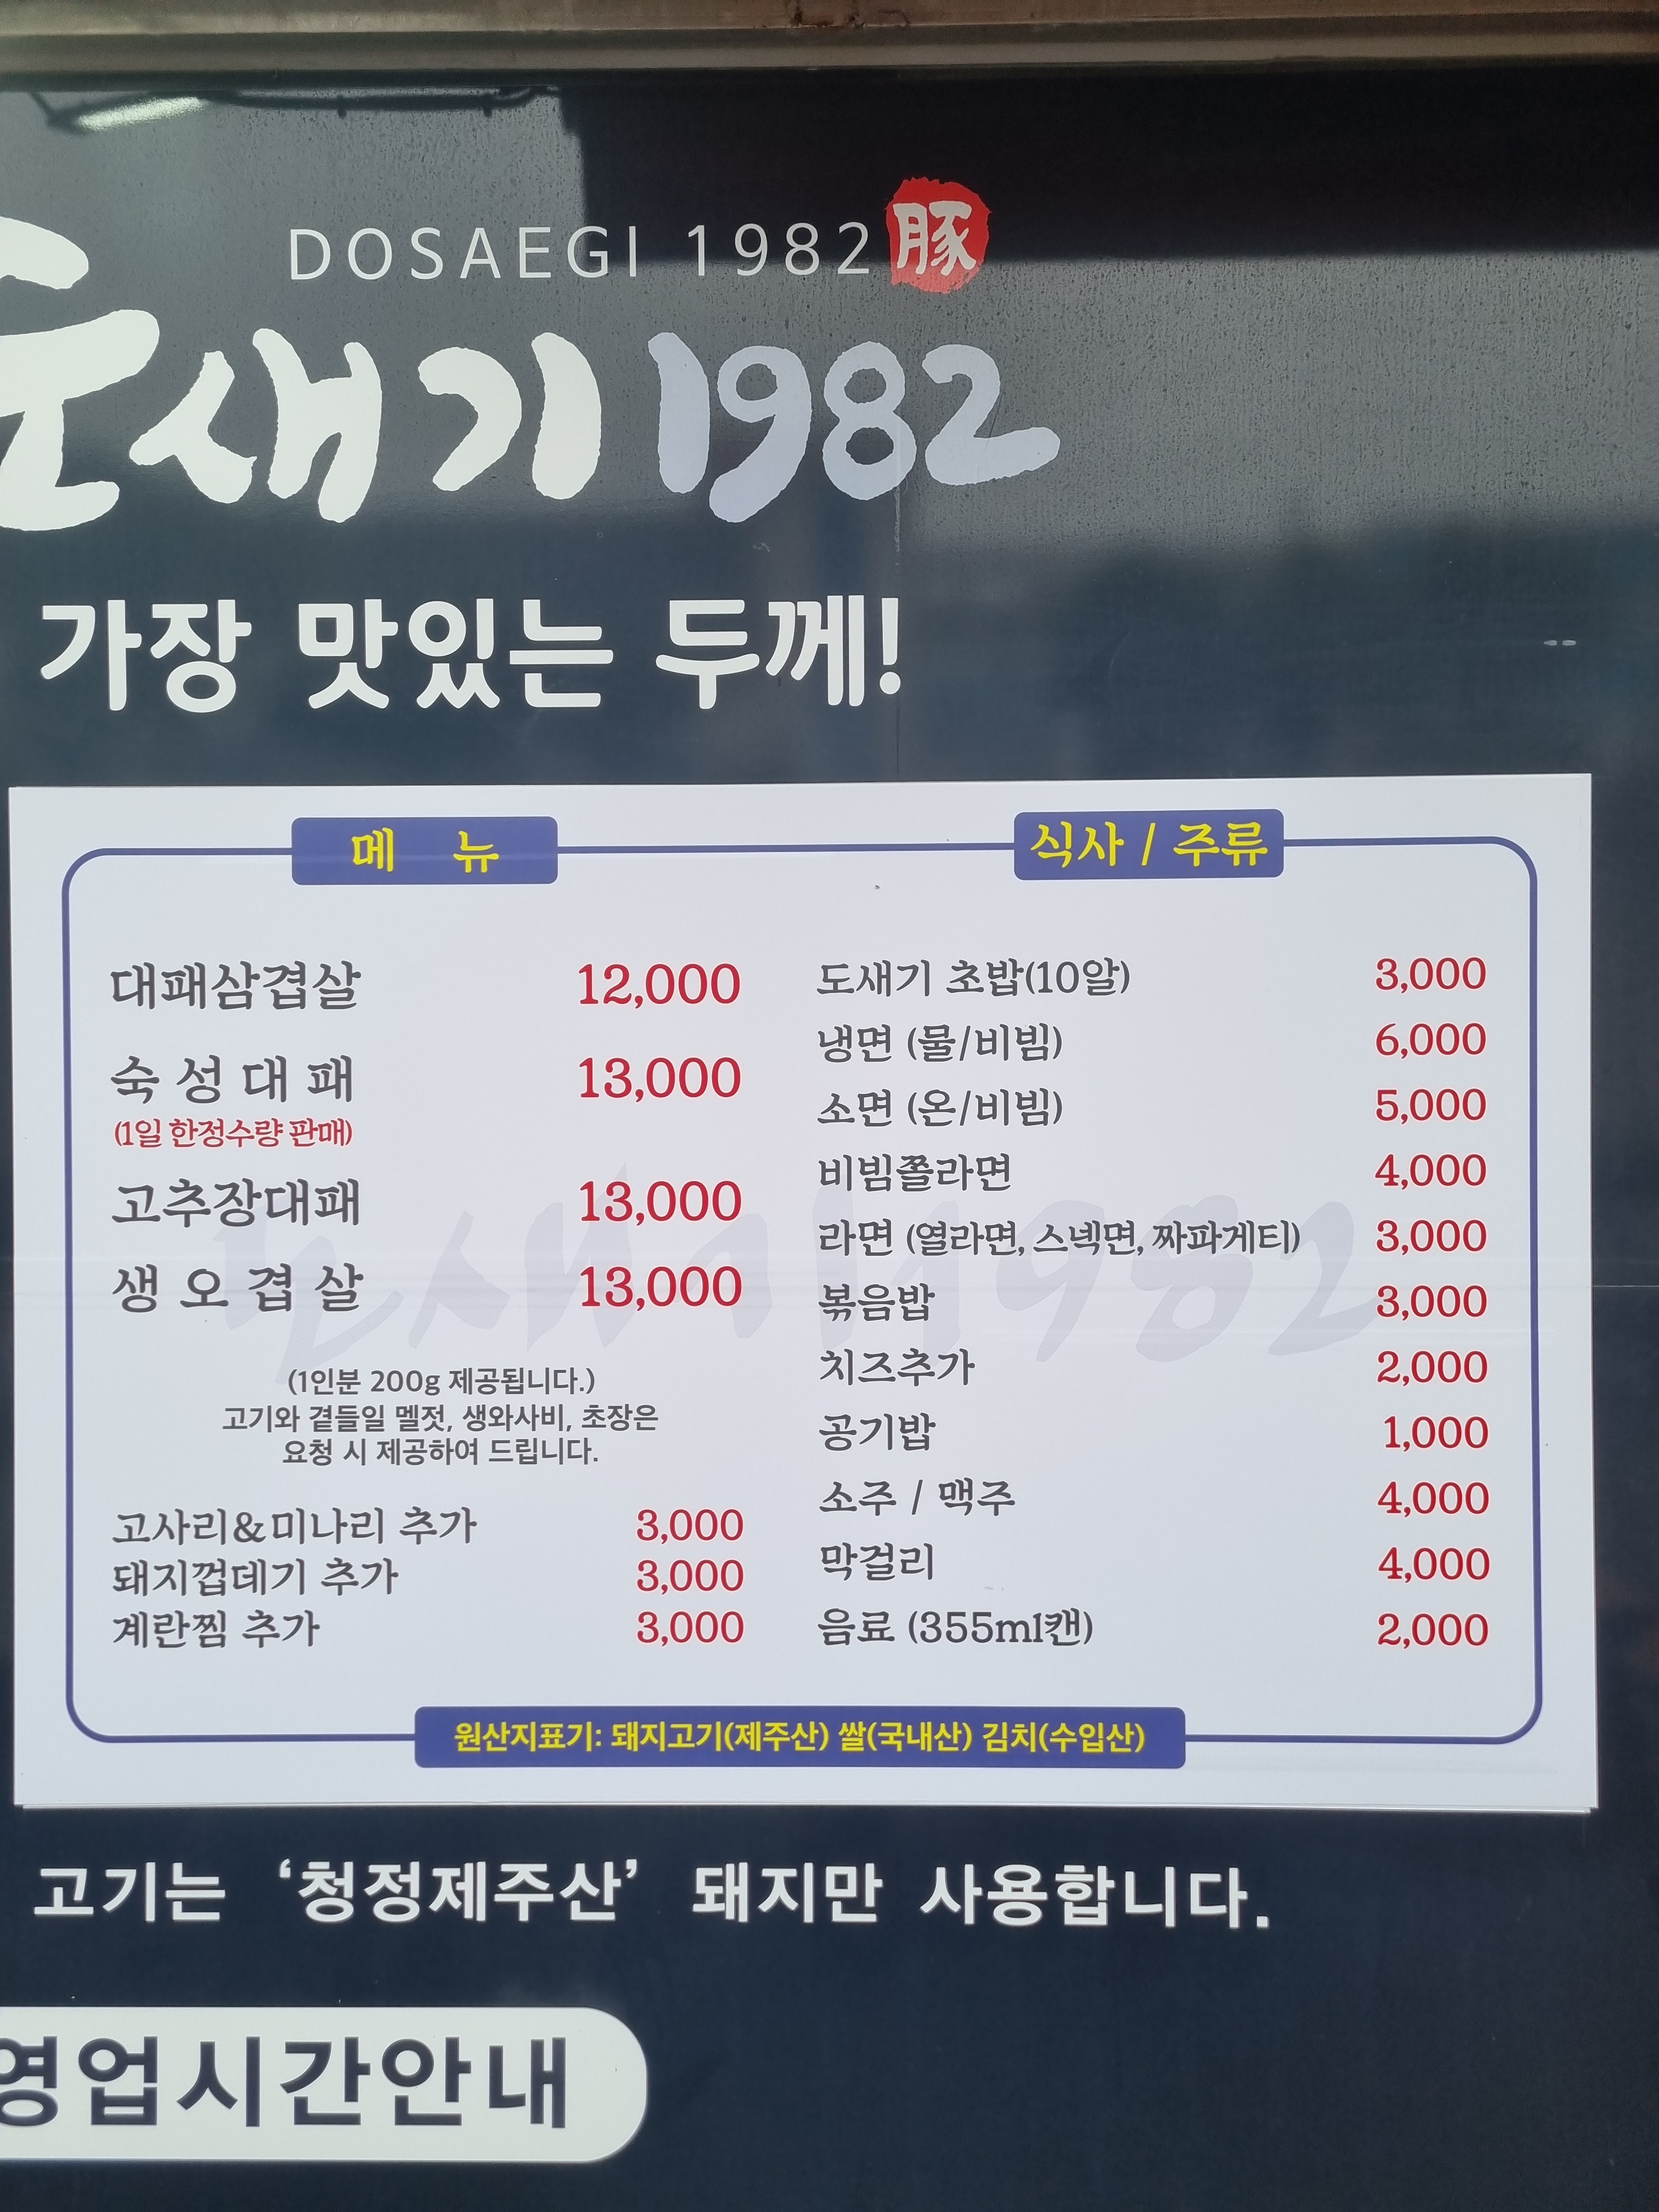 DOSAEGI 1982 豚
도새기 1982
가장 맛있는 두께!
메 뉴
대패삼겹살 12,000
숙성대패 13,000
(1일 한정수량 판매)
고추장대패 13,000
생오겹살 13,000
(1인분 200g 제공됩니다.)
고기와 곁들일 멜젓, 생와사비, 초장은
요청 시 제공하여 드립니다.
고사리&미나리 추가 3,000
돼지껍데기 추가 3,000
계란찜 추가 3,000
식사 / 주류
도새기 초밥(10알) 3,000
냉면 (물/비빔) 6,000
소면 (온/비빔) 5,000
비빔쫄라면 4,000
라면 (열라면, 스넥면, 짜파게티) 3,000
볶음밥 3,000
치즈추가 2,000
공기밥 1,000
소주 / 맥주 4,000
막걸리 4,000
음료 (355ml캔) 2,000
원산지표기: 돼지고기(제주산) 쌀(국내산) 김치(수입산)
고기는 ‘청정제주산’ 돼지만 사용합니다.
영업시간안내